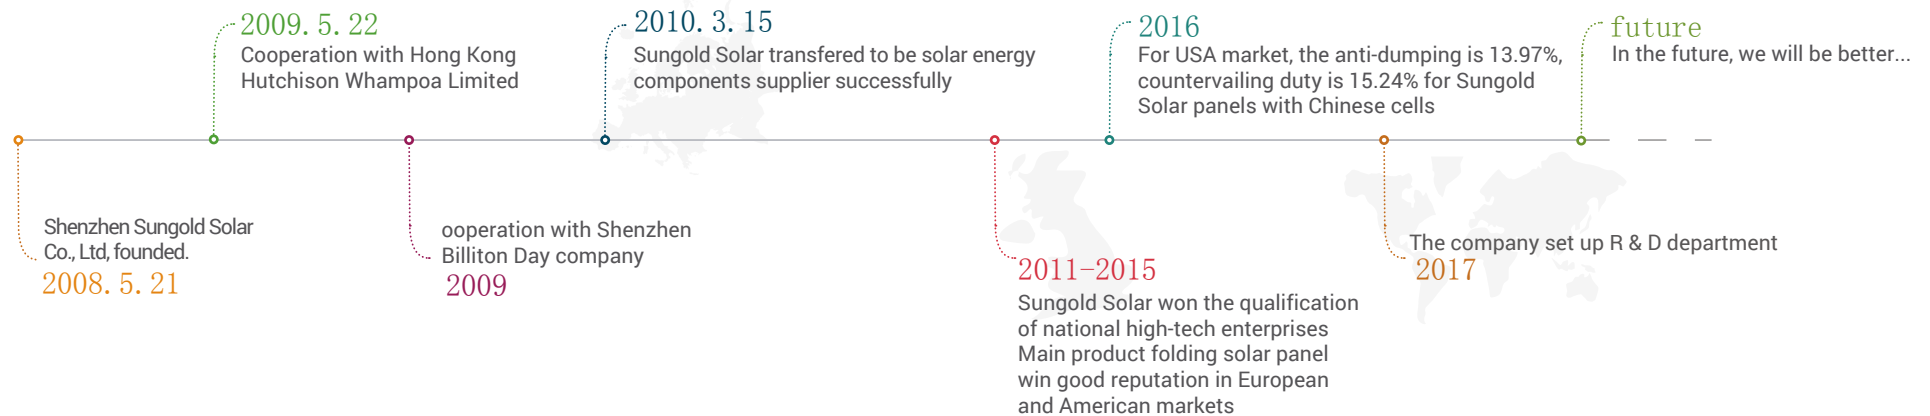 2009.5.22
Cooperation with Hong Kong
Hutchison Whampoa Limited
2010.3.15
Sungold Solar transfered to be solar energy
components supplier successfully
2016
For USA market, the anti-dumping is 13.97%,
countervailing duty is 15.24% for Sungold
Solar panels with Chinese cells
future
In the future, we will be better...
Shenzhen Sungold Solar
Co., Ltd, founded.
2008.5.21
ooperation with Shenzhen
Billiton Day company
2009
2011-2015
Sungold Solar won the qualification
of national high-tech enterprises
Main product folding solar panel
win good reputation in European
and American markets
The company set up R & D department
2017